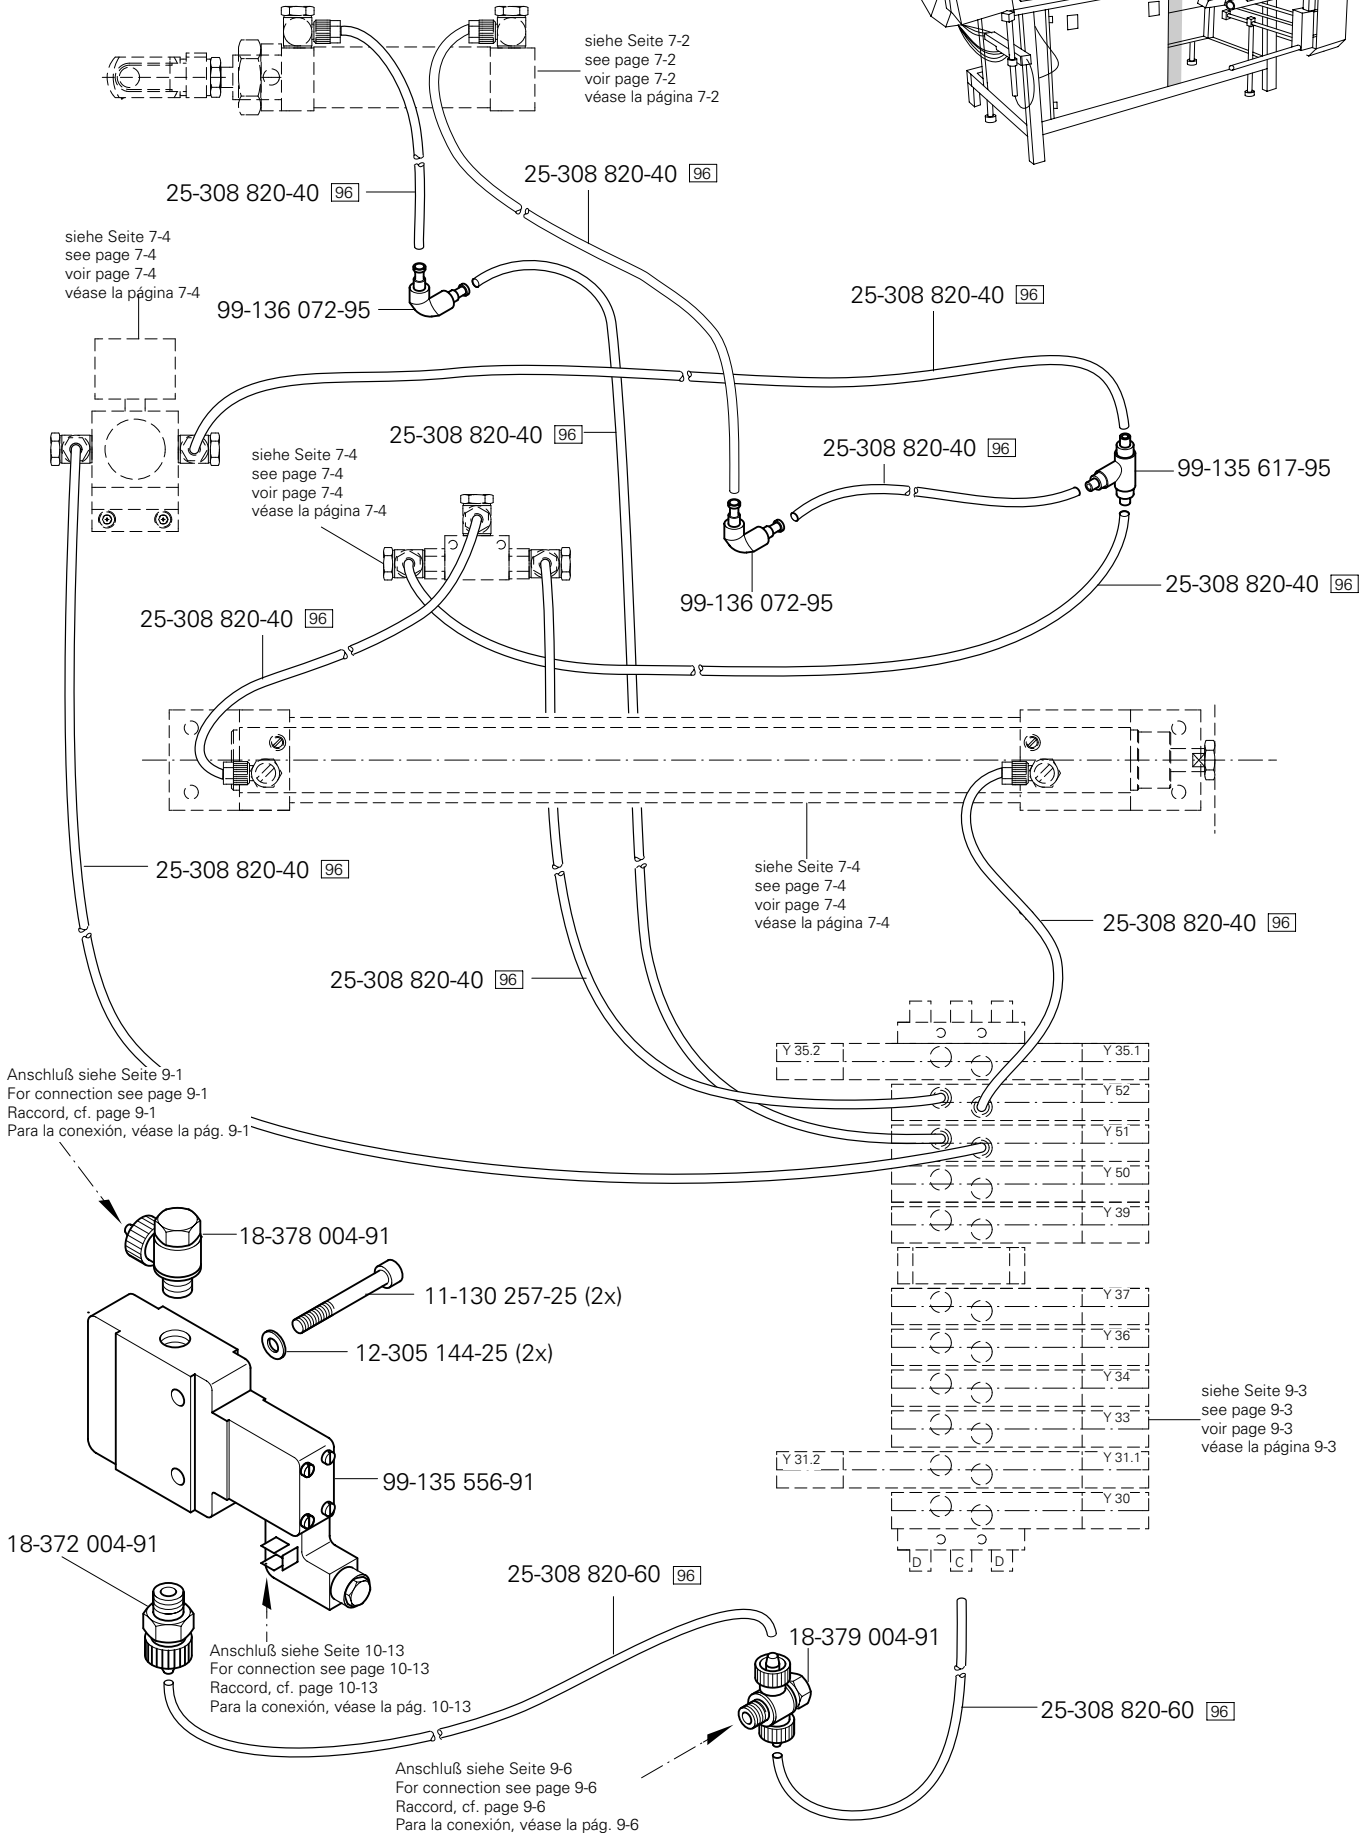 siehe Seite 7-2
see page 7-2
voir page 7-2
véase la página 7-2
25-308 820-40 96
25-308 820-40 96
siehe Seite 7-4
see page 7-4
voir page 7-4
véase la página 7-4
99-136 072-95
25-308 820-40 96
25-308 820-40 96
25-308 820-40 96
siehe Seite 7-4
see page 7-4
voir page 7-4
véase la página 7-4
99-135 617-95
25-308 820-40 96
99-136 072-95
25-308 820-40 96
25-308 820-40 96
siehe Seite 7-4
see page 7-4
voir page 7-4
véase la página 7-4
25-308 820-40 96
25-308 820-40 96
Y 35.2
Y 35.1
Y 52
Y 51
Y 50
Y 39
Y 37
Y 36
Y 34
Y 33
Y 31.2
Y 31.1
Y 30
D C D
siehe Seite 9-3
see page 9-3
voir page 9-3
véase la página 9-3
Anschluß siehe Seite 9-1
For connection see page 9-1
Raccord, cf. page 9-1
Para la conexión, véase la pág. 9-1
18-378 004-91
11-130 257-25 (2x)
12-305 144-25 (2x)
99-135 556-91
18-372 004-91
25-308 820-60 96
Anschluß siehe Seite 10-13
For connection see page 10-13
Raccord, cf. page 10-13
Para la conexión, véase la pág. 10-13
18-379 004-91
25-308 820-60 96
Anschluß siehe Seite 9-6
For connection see page 9-6
Raccord, cf. page 9-6
Para la conexión, véase la pág. 9-6